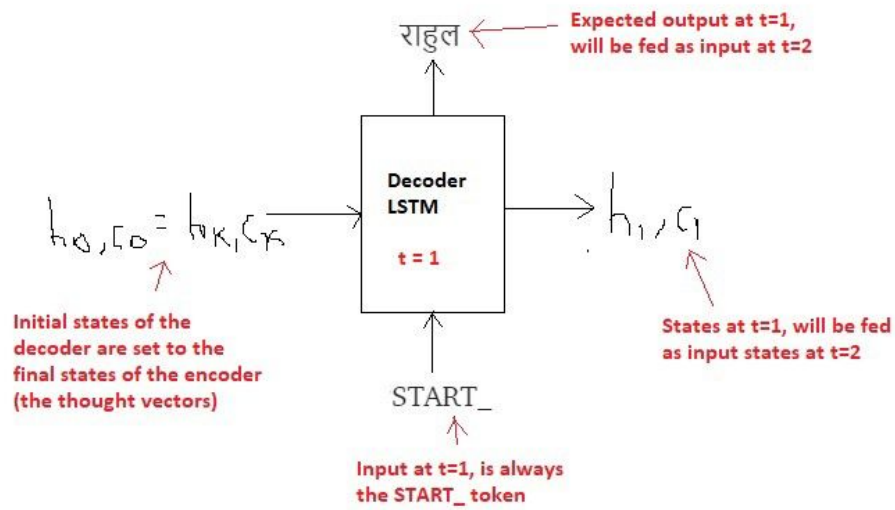 राहुल
Expected output at t=1,
will be fed as input at t=2
Decoder
LSTM
t = 1
h0, c0 = hk, ck
h1, c1
Initial states of the
decoder are set to the
final states of the encoder
(the thought vectors)
States at t=1, will be fed
as input states at t=2
START_
Input at t=1, is always
the START_ token